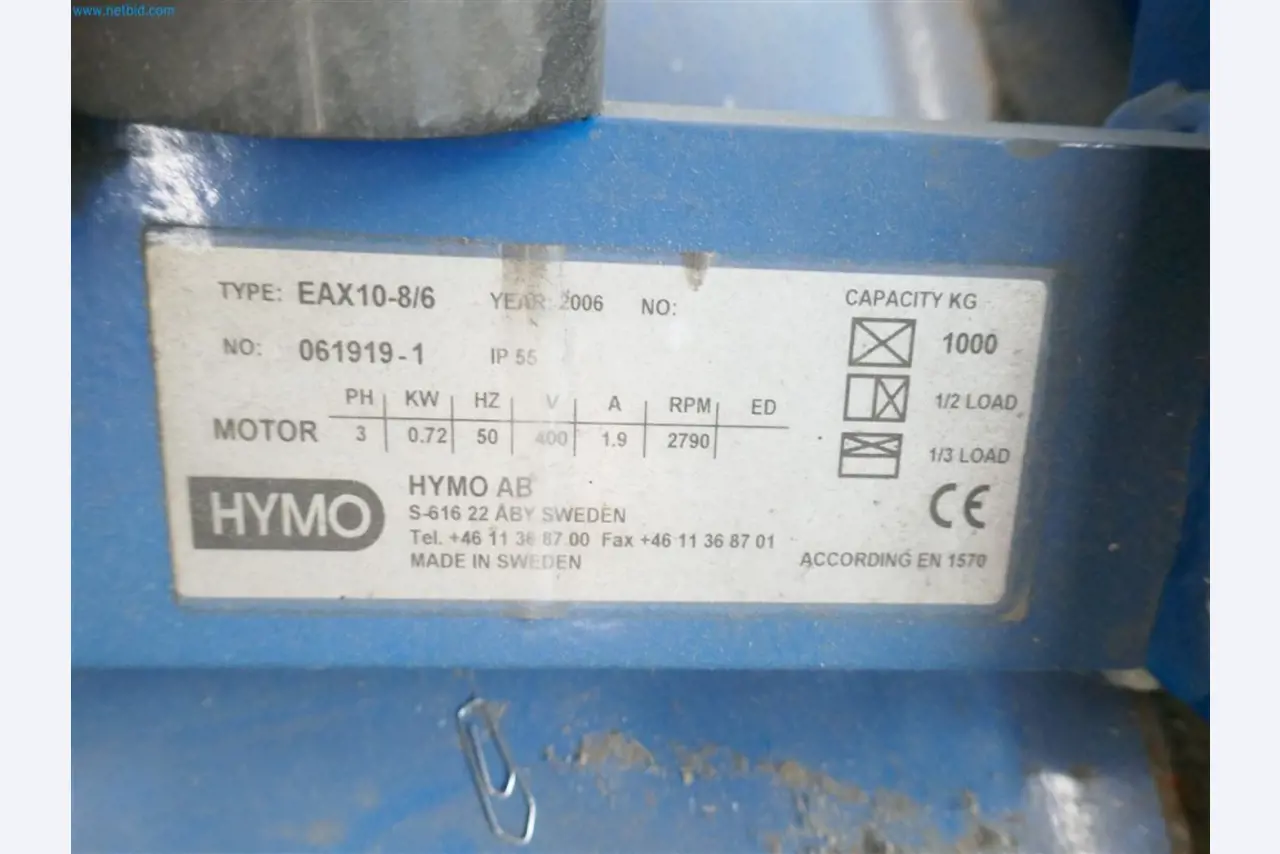 www.netbid.com
TYPE: EAX10-8/6 YEAR: 2006 NO:
NO: 061919-1 IP 55
MOTOR
PH KW HZ V A RPM ED
3 0.72 50 400 1.9 2790
HYMO
HYMO AB
S-616 22 ABY SWEDEN
Tel. +46 11 36 87 00 Fax +46 11 36 87 01
MADE IN SWEDEN
CAPACITY KG
1000
1/2 LOAD
1/3 LOAD
CE
ACCORDING EN 1570